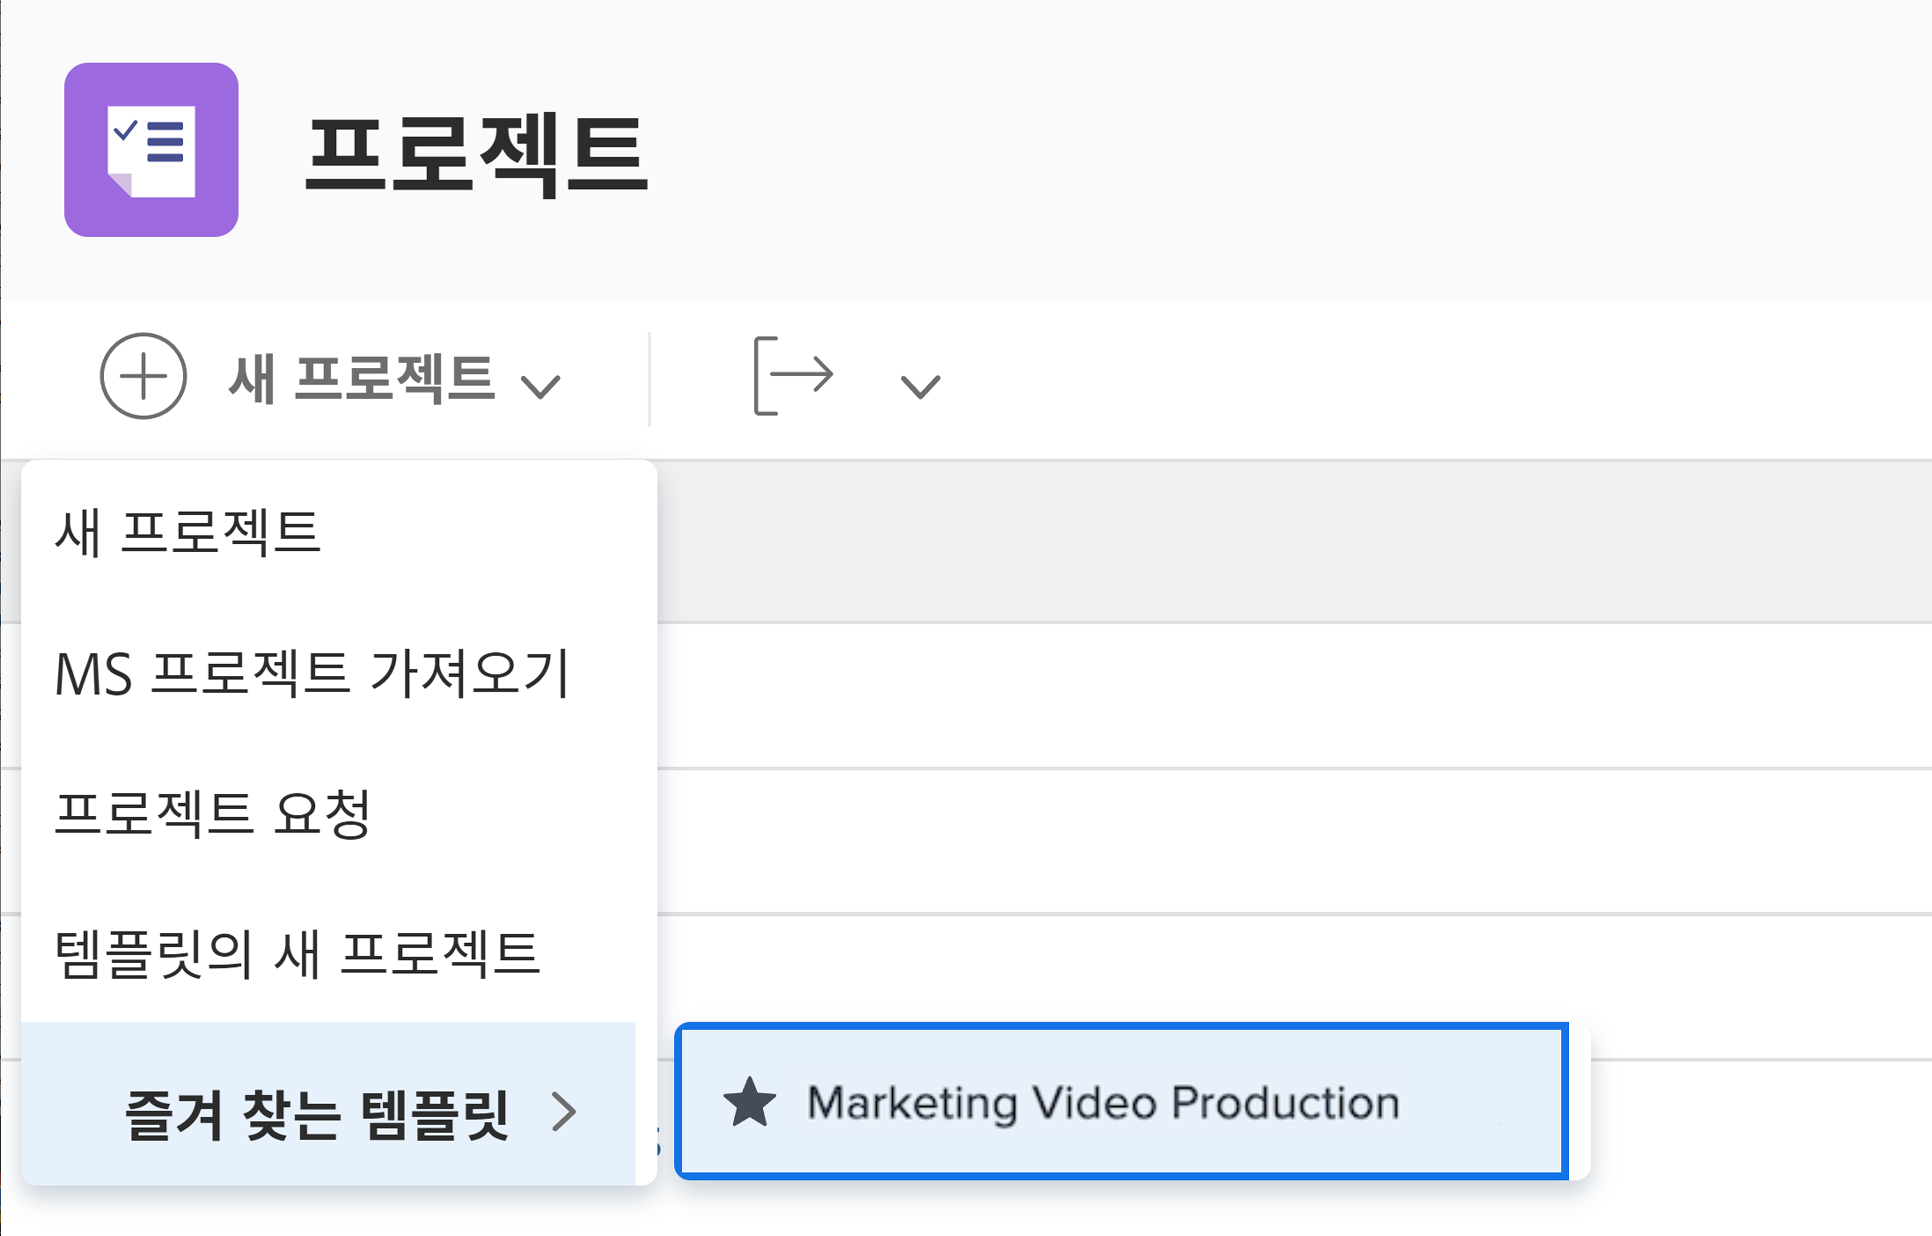 프로젝트
새 프로젝트
새 프로젝트
MS 프로젝트 가져오기
프로젝트 요청
템플릿의 새 프로젝트
즐겨 찾는 템플릿
Marketing Video Production